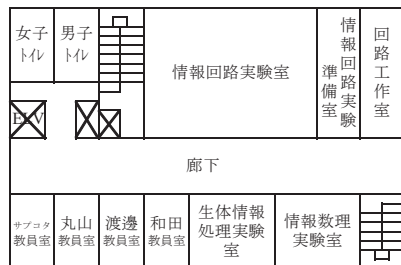 女子
トイレ
男子
トイレ
情報回路実験室
情報回路実験
準備室
回路工作室
ELV
廊下
サプコタ
教員室
丸山
教員室
渡邊
教員室
和田
教員室
生体情報
処理実験
室
情報数理
実験室